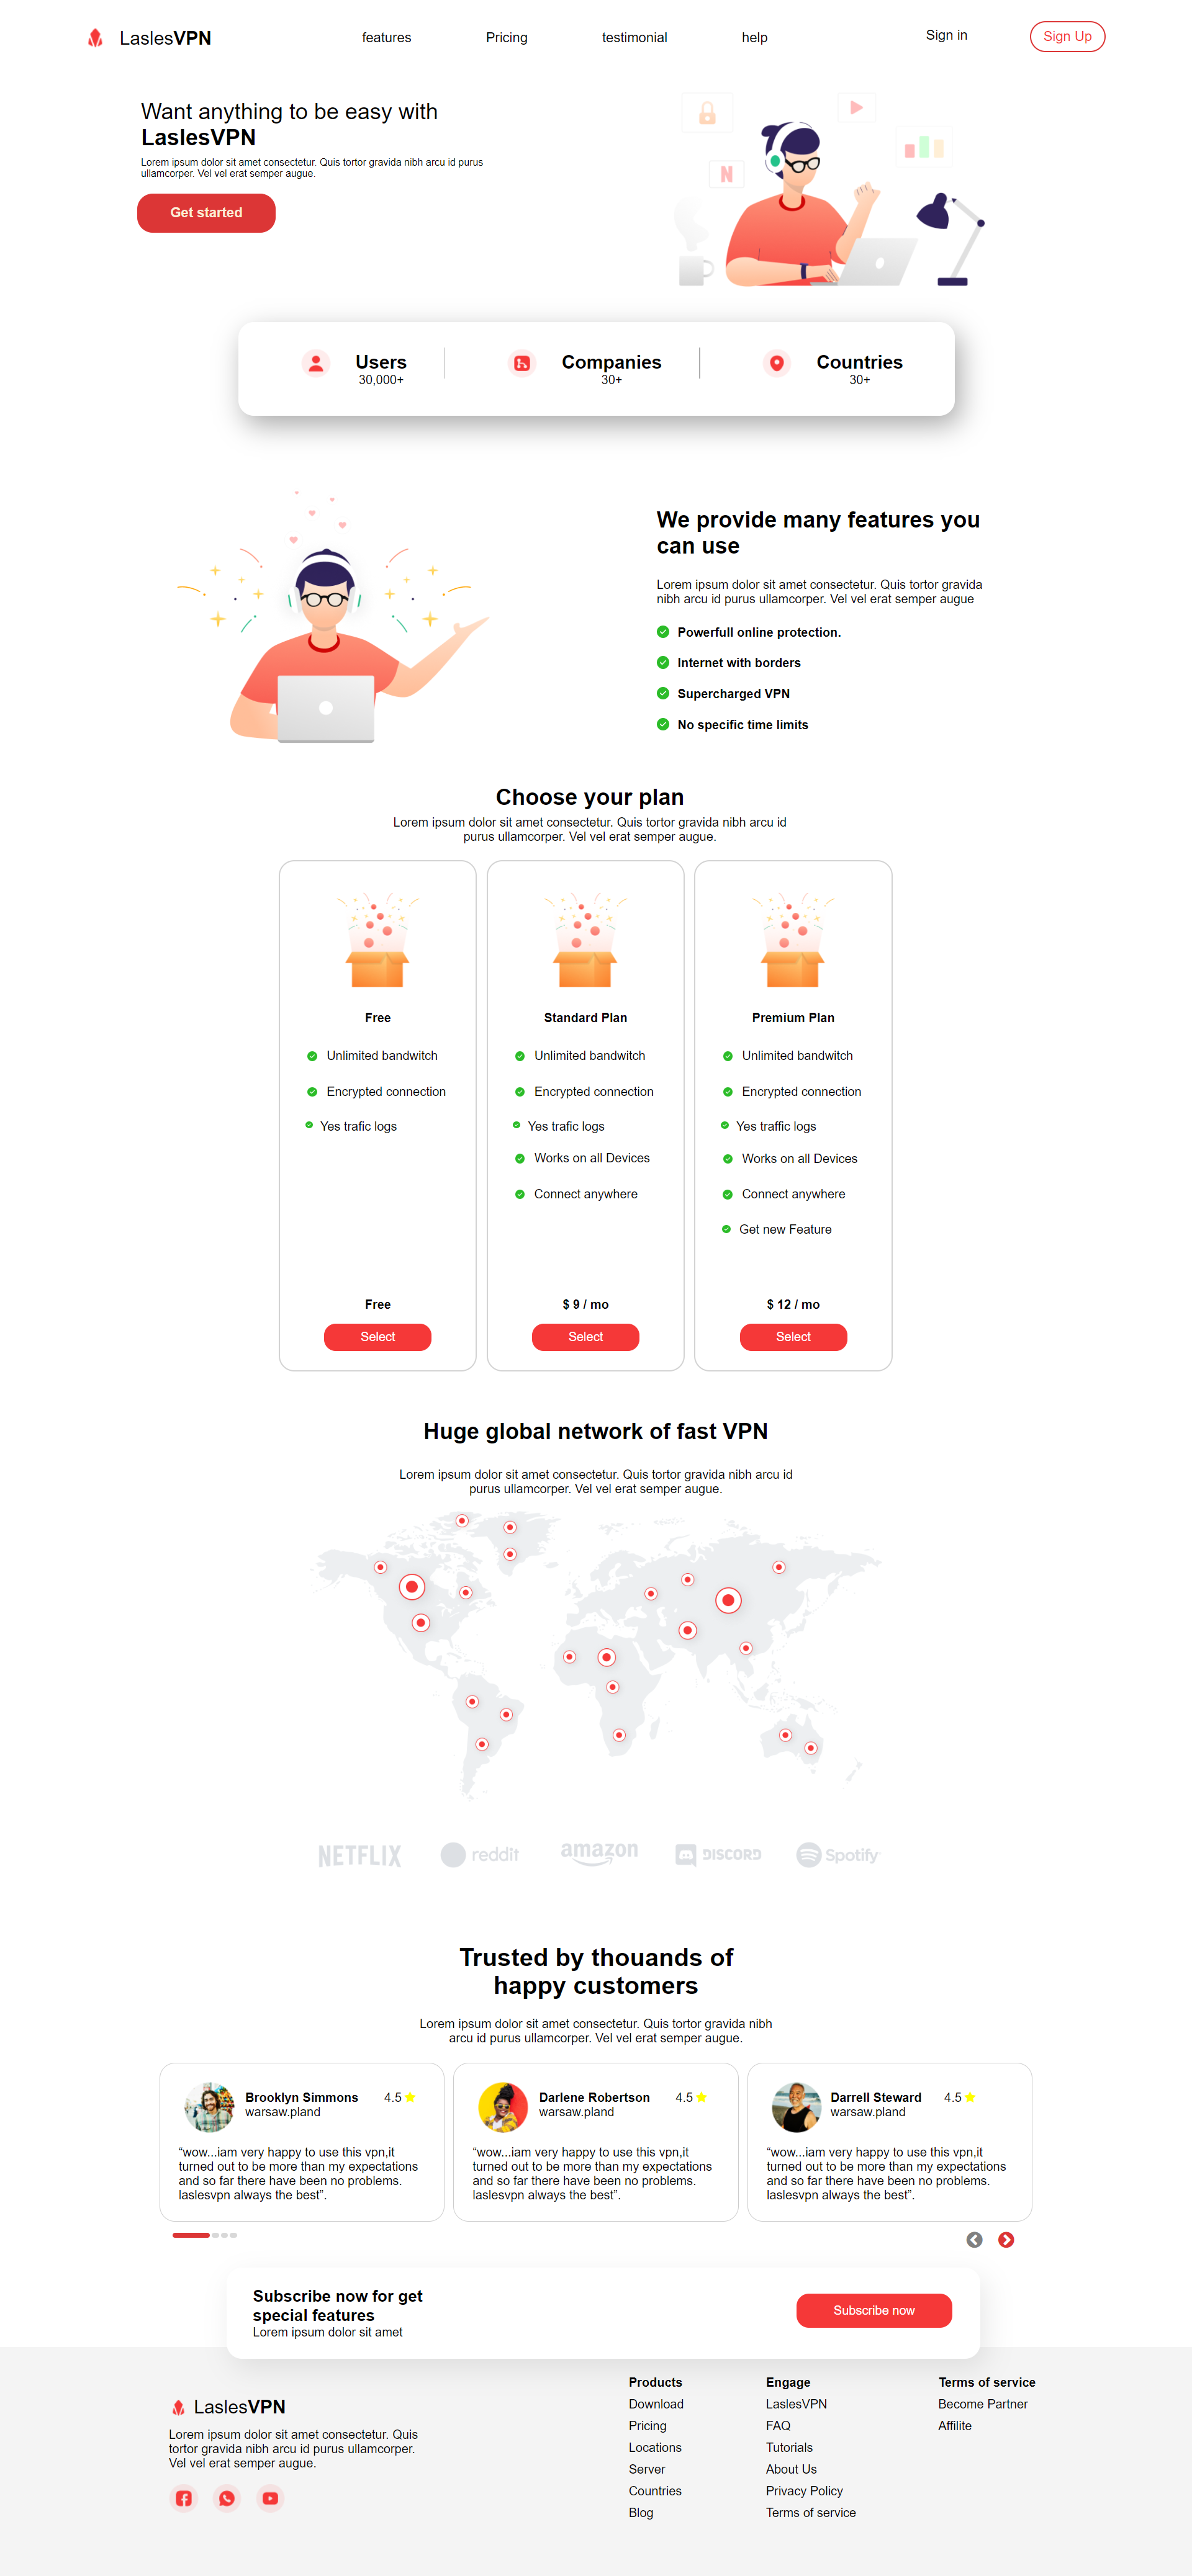 LaslesVPN
features
Pricing
testimonial
help
Sign in
Sign Up
Want anything to be easy with
LaslesVPN
Lorem ipsum dolor sit amet consectetur. Quis tortor gravida nibh arcu id purus
ullamcorper. Vel vel erat semper augue.
Get started
N
Users
30,000+
Companies
30+
Countries
30+
We provide many features you
can use
Lorem ipsum dolor sit amet consectetur. Quis tortor gravida
nibh arcu id purus ullamcorper. Vel vel erat semper augue
Powerfull online protection.
Internet with borders
Supercharged VPN
No specific time limits
Choose your plan
Lorem ipsum dolor sit amet consectetur. Quis tortor gravida nibh arcu id
purus ullamcorper. Vel vel erat semper augue.
Free
Unlimited bandwitch
Encrypted connection
Yes trafic logs
Free
Select
Standard Plan
Unlimited bandwitch
Encrypted connection
Yes trafic logs
Works on all Devices
Connect anywhere
$ 9 / mo
Select
Premium Plan
Unlimited bandwitch
Encrypted connection
Yes traffic logs
Works on all Devices
Connect anywhere
Get new Feature
$ 12 / mo
Select
Huge global network of fast VPN
Lorem ipsum dolor sit amet consectetur. Quis tortor gravida nibh arcu id
purus ullamcorper. Vel vel erat semper augue.
NETFLIX
reddit
amazon
DISCORD
Spotify
Trusted by thouands of
happy customers
Lorem ipsum dolor sit amet consectetur. Quis tortor gravida nibh
arcu id purus ullamcorper. Vel vel erat semper augue.
Brooklyn Simmons
4.5
warsaw.pland
“wow...iam very happy to use this vpn,it
turned out to be more than my expectations
and so far there have been no problems.
laslesvpn always the best”.
Darlene Robertson
4.5
warsaw.pland
“wow...iam very happy to use this vpn,it
turned out to be more than my expectations
and so far there have been no problems.
laslesvpn always the best”.
Darrell Steward
4.5
warsaw.pland
“wow...iam very happy to use this vpn,it
turned out to be more than my expectations
and so far there have been no problems.
laslesvpn always the best”.
Subscribe now for get
special features
Lorem ipsum dolor sit amet
Subscribe now
LaslesVPN
Lorem ipsum dolor sit amet consectetur. Quis
tortor gravida nibh arcu id purus ullamcorper.
Vel vel erat semper augue.
Products
Download
Pricing
Locations
Server
Countries
Blog
Engage
LaslesVPN
FAQ
Tutorials
About Us
Privacy Policy
Terms of service
Terms of service
Become Partner
Affilite